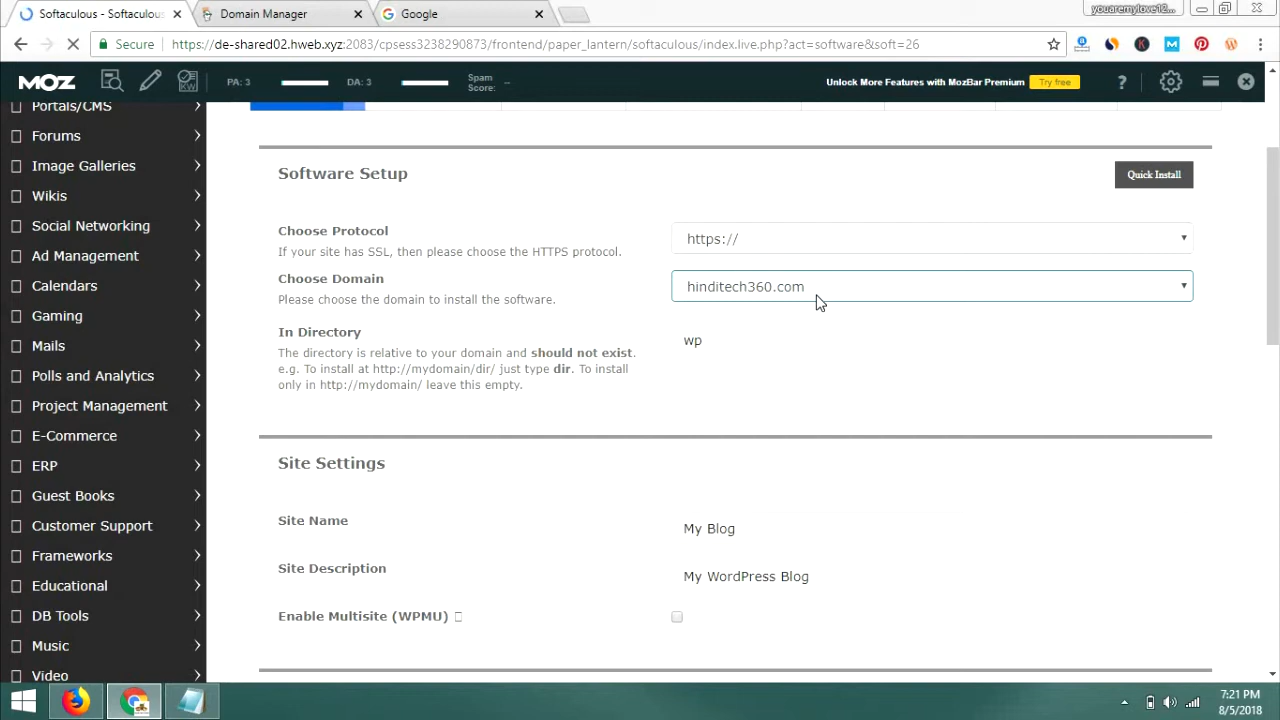 Softaculous - Softaculous
Domain Manager
Google
youaremylove12...
Secure
https://de-shared02.hweb.xyz:2083/cpsess3233290073/frontend/paper_lantern/softaculous/index.live.php?act=software&soft=26
MOZ
PA: 3
DA: 3
Spam Score: --
Unlock More Features with MozBar Premium
Try free
?
Portals/CMS
Forums
Image Galleries
Wikis
Social Networking
Ad Management
Calendars
Gaming
Mails
Polls and Analytics
Project Management
E-Commerce
ERP
Guest Books
Customer Support
Frameworks
Educational
DB Tools
Music
Video
Software Setup
Quick Install
Choose Protocol
If your site has SSL, then please choose the HTTPS protocol.
https://
Choose Domain
Please choose the domain to install the software.
hinditech360.com
In Directory
The directory is relative to your domain and should not exist.
e.g. To install at http://mydomain/dir/ just type dir. To install
only in http://mydomain/ leave this empty.
wp
Site Settings
Site Name
My Blog
Site Description
My WordPress Blog
Enable Multisite (WPMU)
7:21 PM
8/5/2018